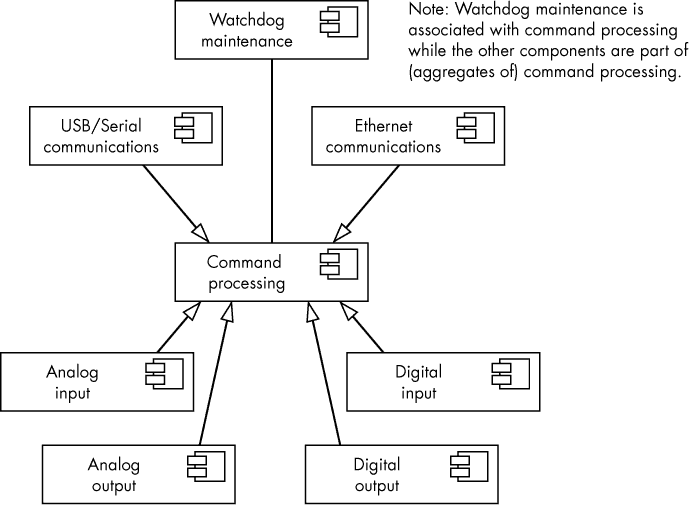 Watchdog
maintenance
Note: Watchdog maintenance is
associated with command processing
while the other components are part of
(aggregates of) command processing.
USB/Serial
communications
Ethernet
communications
Command
processing
Analog
input
Digital
input
Analog
output
Digital
output